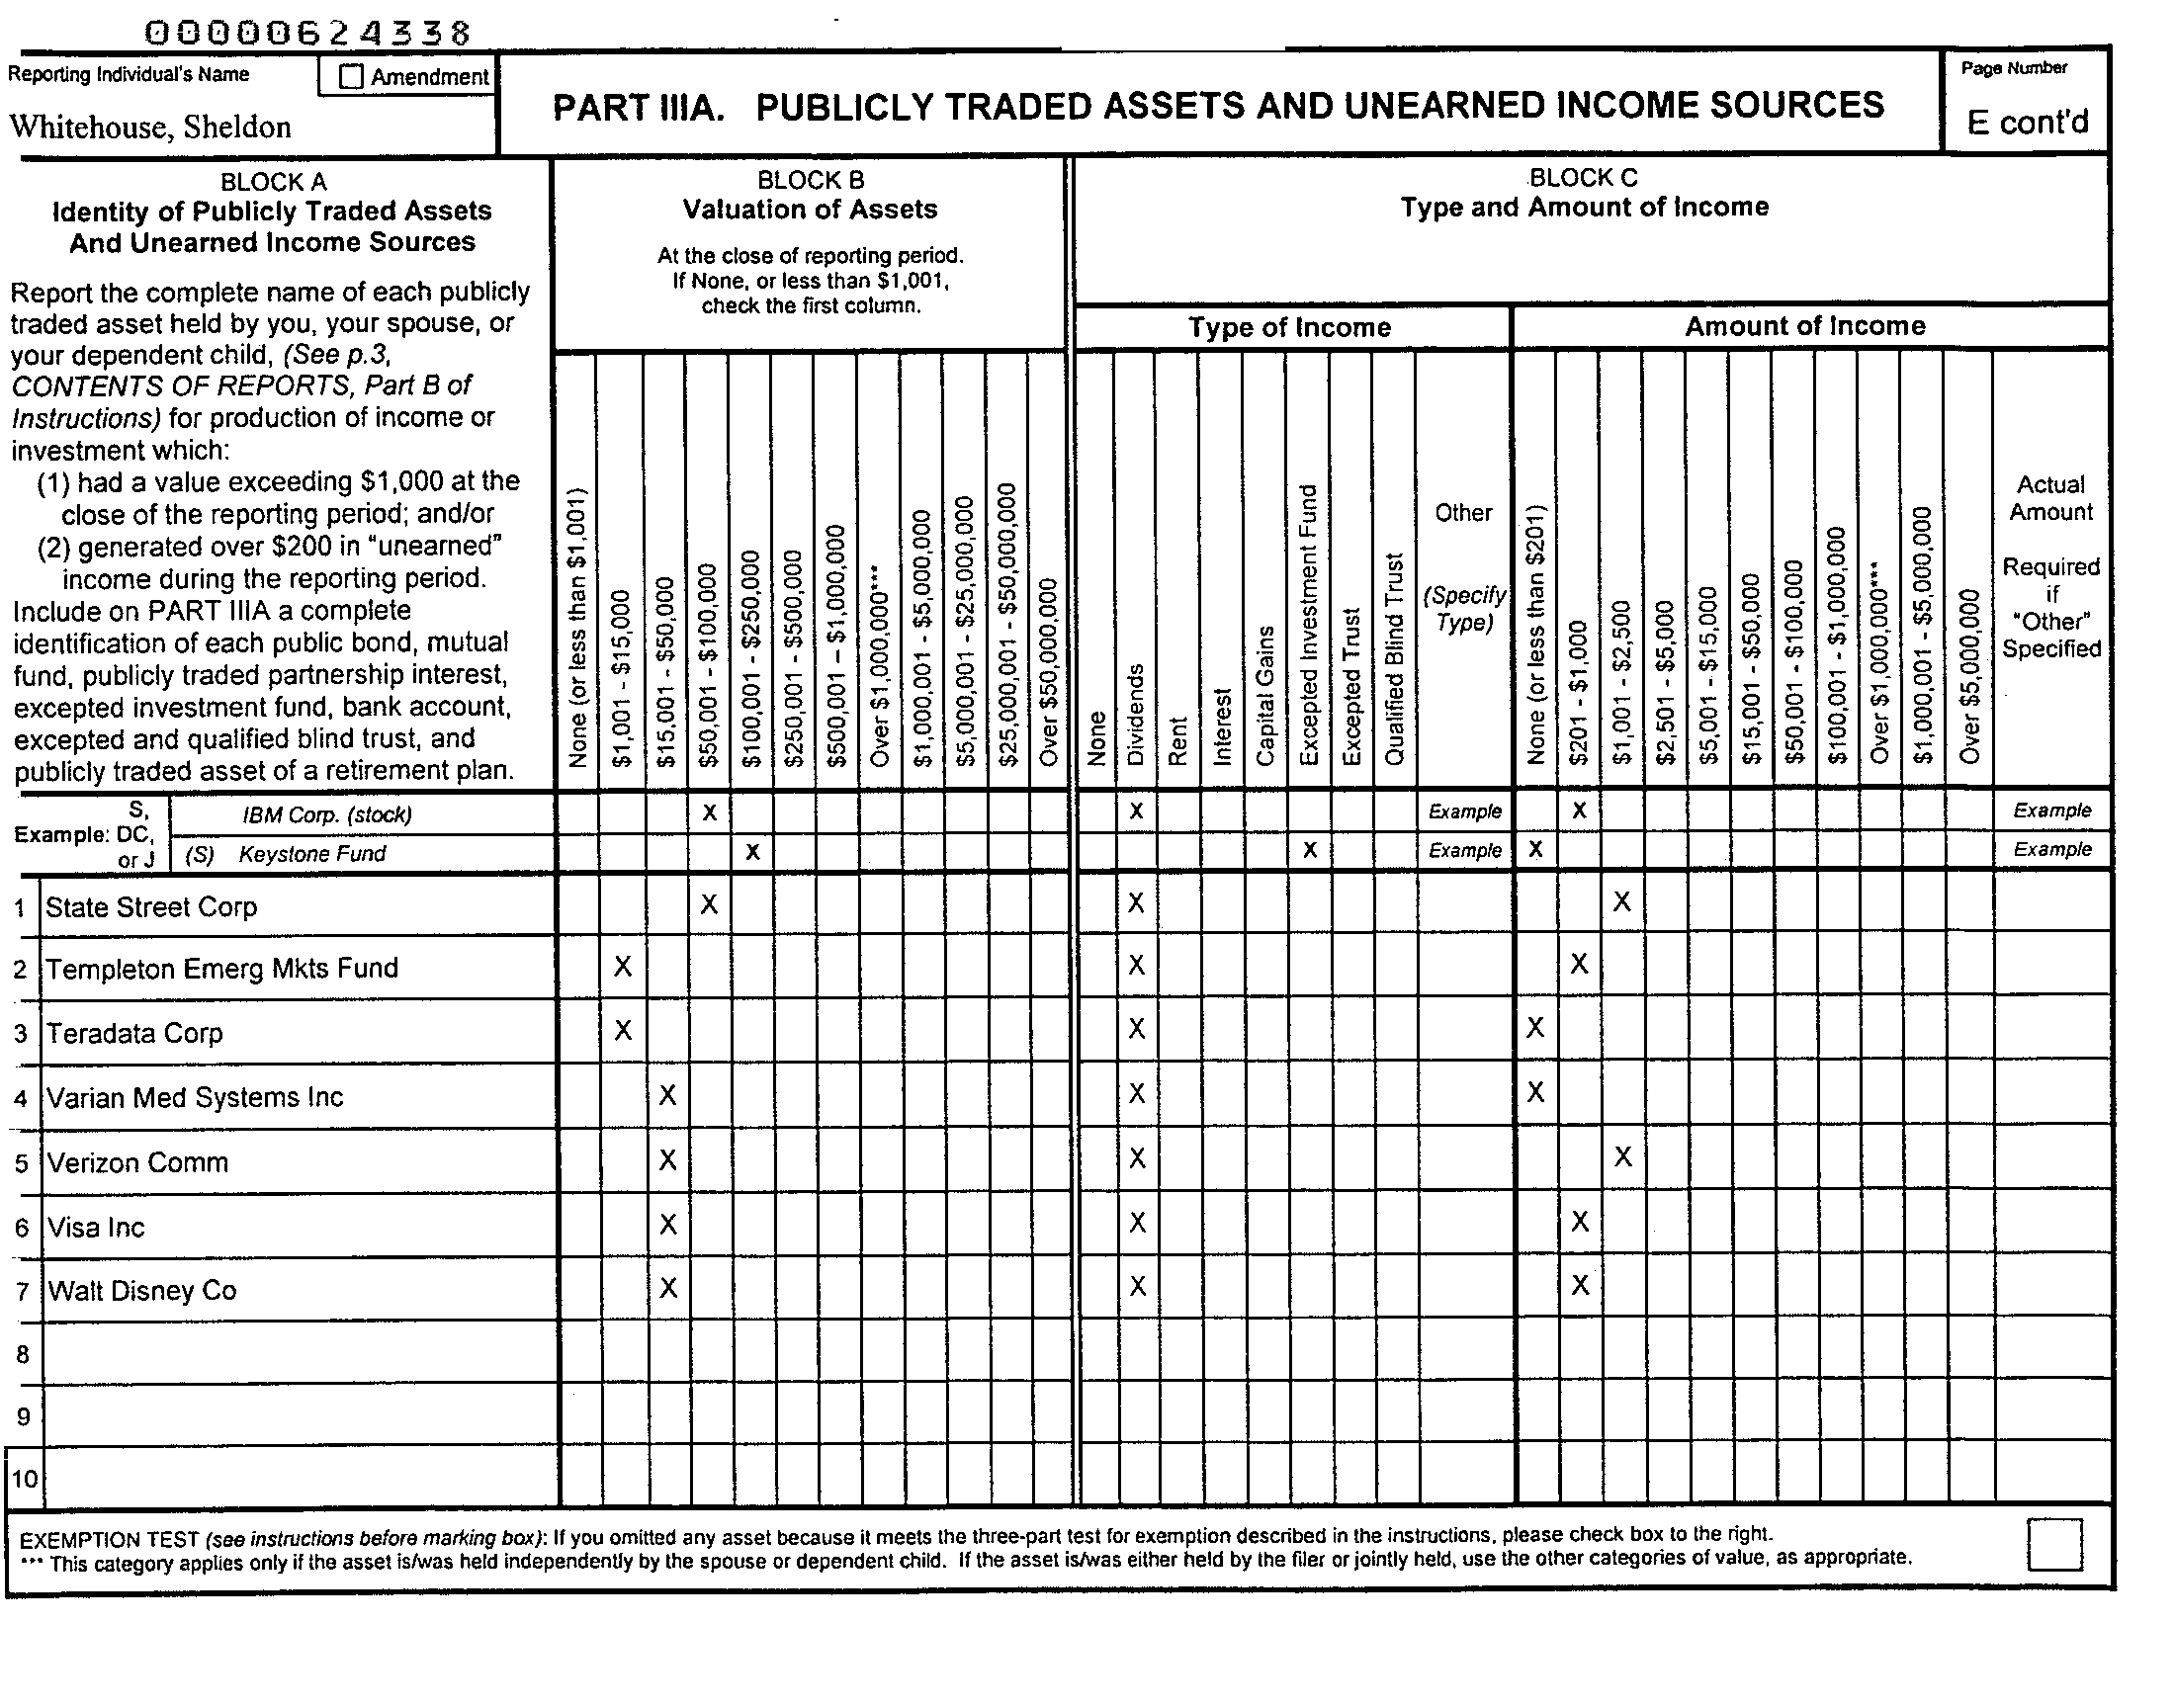 00000624338
Reporting Individual's Name
Amendment
Whitehouse, Sheldon
PART IIIA. PUBLICLY TRADED ASSETS AND UNEARNED INCOME SOURCES
Page Number
E cont'd
BLOCK A
Identity of Publicly Traded Assets
And Unearned Income Sources
Report the complete name of each publicly
traded asset held by you, your spouse, or
your dependent child, (See p.3,
CONTENTS OF REPORTS, Part B of
Instructions) for production of income or
investment which:
(1) had a value exceeding $1,000 at the
close of the reporting period; and/or
(2) generated over $200 in "unearned"
income during the reporting period.
Include on PART IIIA a complete
identification of each public bond, mutual
fund, publicly traded partnership interest,
excepted investment fund, bank account,
excepted and qualified blind trust, and
publicly traded asset of a retirement plan.
BLOCK B
Valuation of Assets
At the close of reporting period.
If None, or less than $1,001,
check the first column.
None (or less than $1,001)
$1,001 - $15,000
$15,001 - $50,000
$50,001 - $100,000
$100,001 - $250,000
$250,001 - $500,000
$500,001 – $1,000,000
Over $1,000,000***
$1,000,001 - $5,000,000
$5,000,001 - $25,000,000
$25,000,001 - $50,000,000
Over $50,000,000
BLOCK C
Type and Amount of Income
Type of Income
None
Dividends
Rent
Interest
Capital Gains
Excepted Investment Fund
Excepted Trust
Qualified Blind Trust
Other
(Specify
Type)
Amount of Income
None (or less than $201)
$201 - $1,000
$1,001 - $2,500
$2,501 - $5,000
$5,001 - $15,000
$15,001 - $50,000
$50,001 - $100,000
$100,001 - $1,000,000
Over $1,000,000***
$1,000,001 - $5,000,000
Over $5,000,000
Actual
Amount
Required
if
"Other"
Specified
Example:
S,
DC,
or J
IBM Corp. (stock) X X Example X Example
(S) Keystone Fund X X Example X Example
1 State Street Corp X X X
2 Templeton Emerg Mkts Fund X X X
3 Teradata Corp X X X
4 Varian Med Systems Inc X X X
5 Verizon Comm X X X
6 Visa Inc X X X
7 Walt Disney Co X X X
8
9
10
EXEMPTION TEST (see instructions before marking box): If you omitted any asset because it meets the three-part test for exemption described in the instructions, please check box to the right.
*** This category applies only if the asset is/was held independently by the spouse or dependent child. If the asset is/was either held by the filer or jointly held, use the other categories of value, as appropriate.